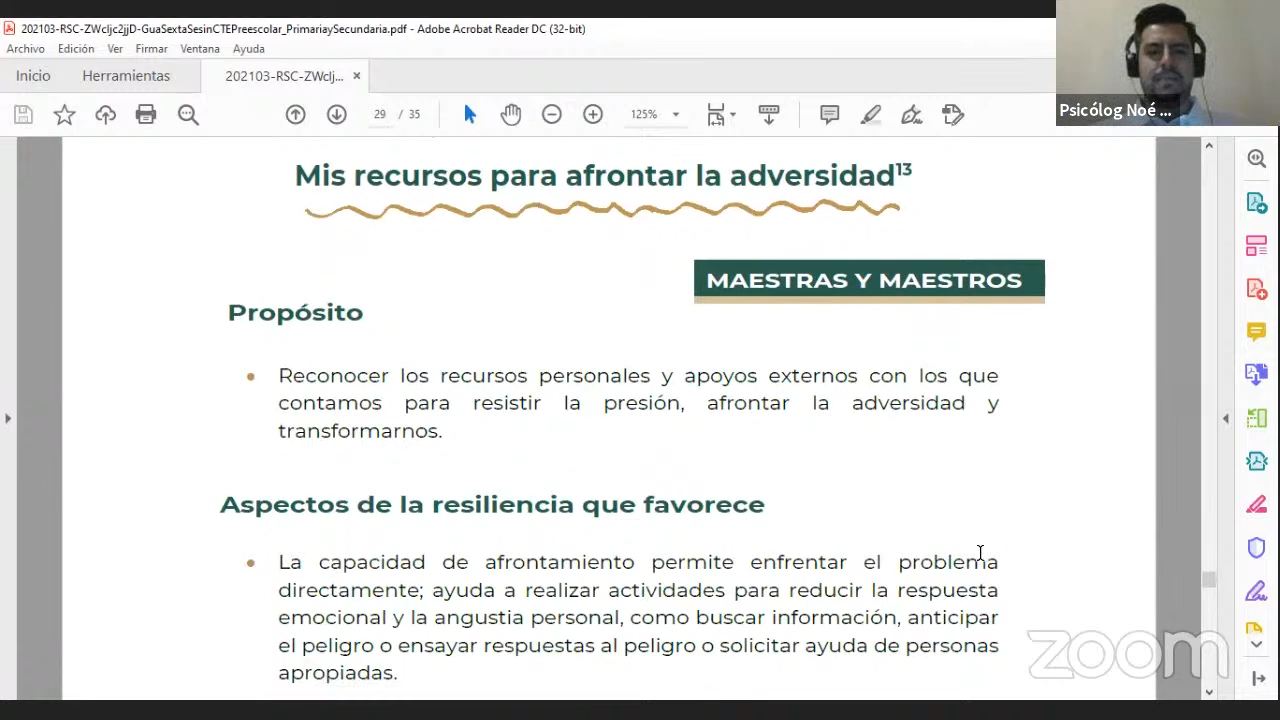 202103-RSC-ZWcIjc2jjD-GuaSextaSesinCTEPreescolar_PrimariaySecundaria.pdf - Adobe Acrobat Reader DC (32-bit)
Archivo Edición Ver Firmar Ventana Ayuda
Inicio Herramientas 202103-RSC-ZWcIj... ×
29 / 35 125%
Psicólog Noé ...
Mis recursos para afrontar la adversidad¹³
MAESTRAS Y MAESTROS
Propósito
• Reconocer los recursos personales y apoyos externos con los que
contamos para resistir la presión, afrontar la adversidad y
transformarnos.
Aspectos de la resiliencia que favorece
• La capacidad de afrontamiento permite enfrentar el problema
directamente; ayuda a realizar actividades para reducir la respuesta
emocional y la angustia personal, como buscar información, anticipar
el peligro o ensayar respuestas al peligro o solicitar ayuda de personas
apropiadas.
zoom